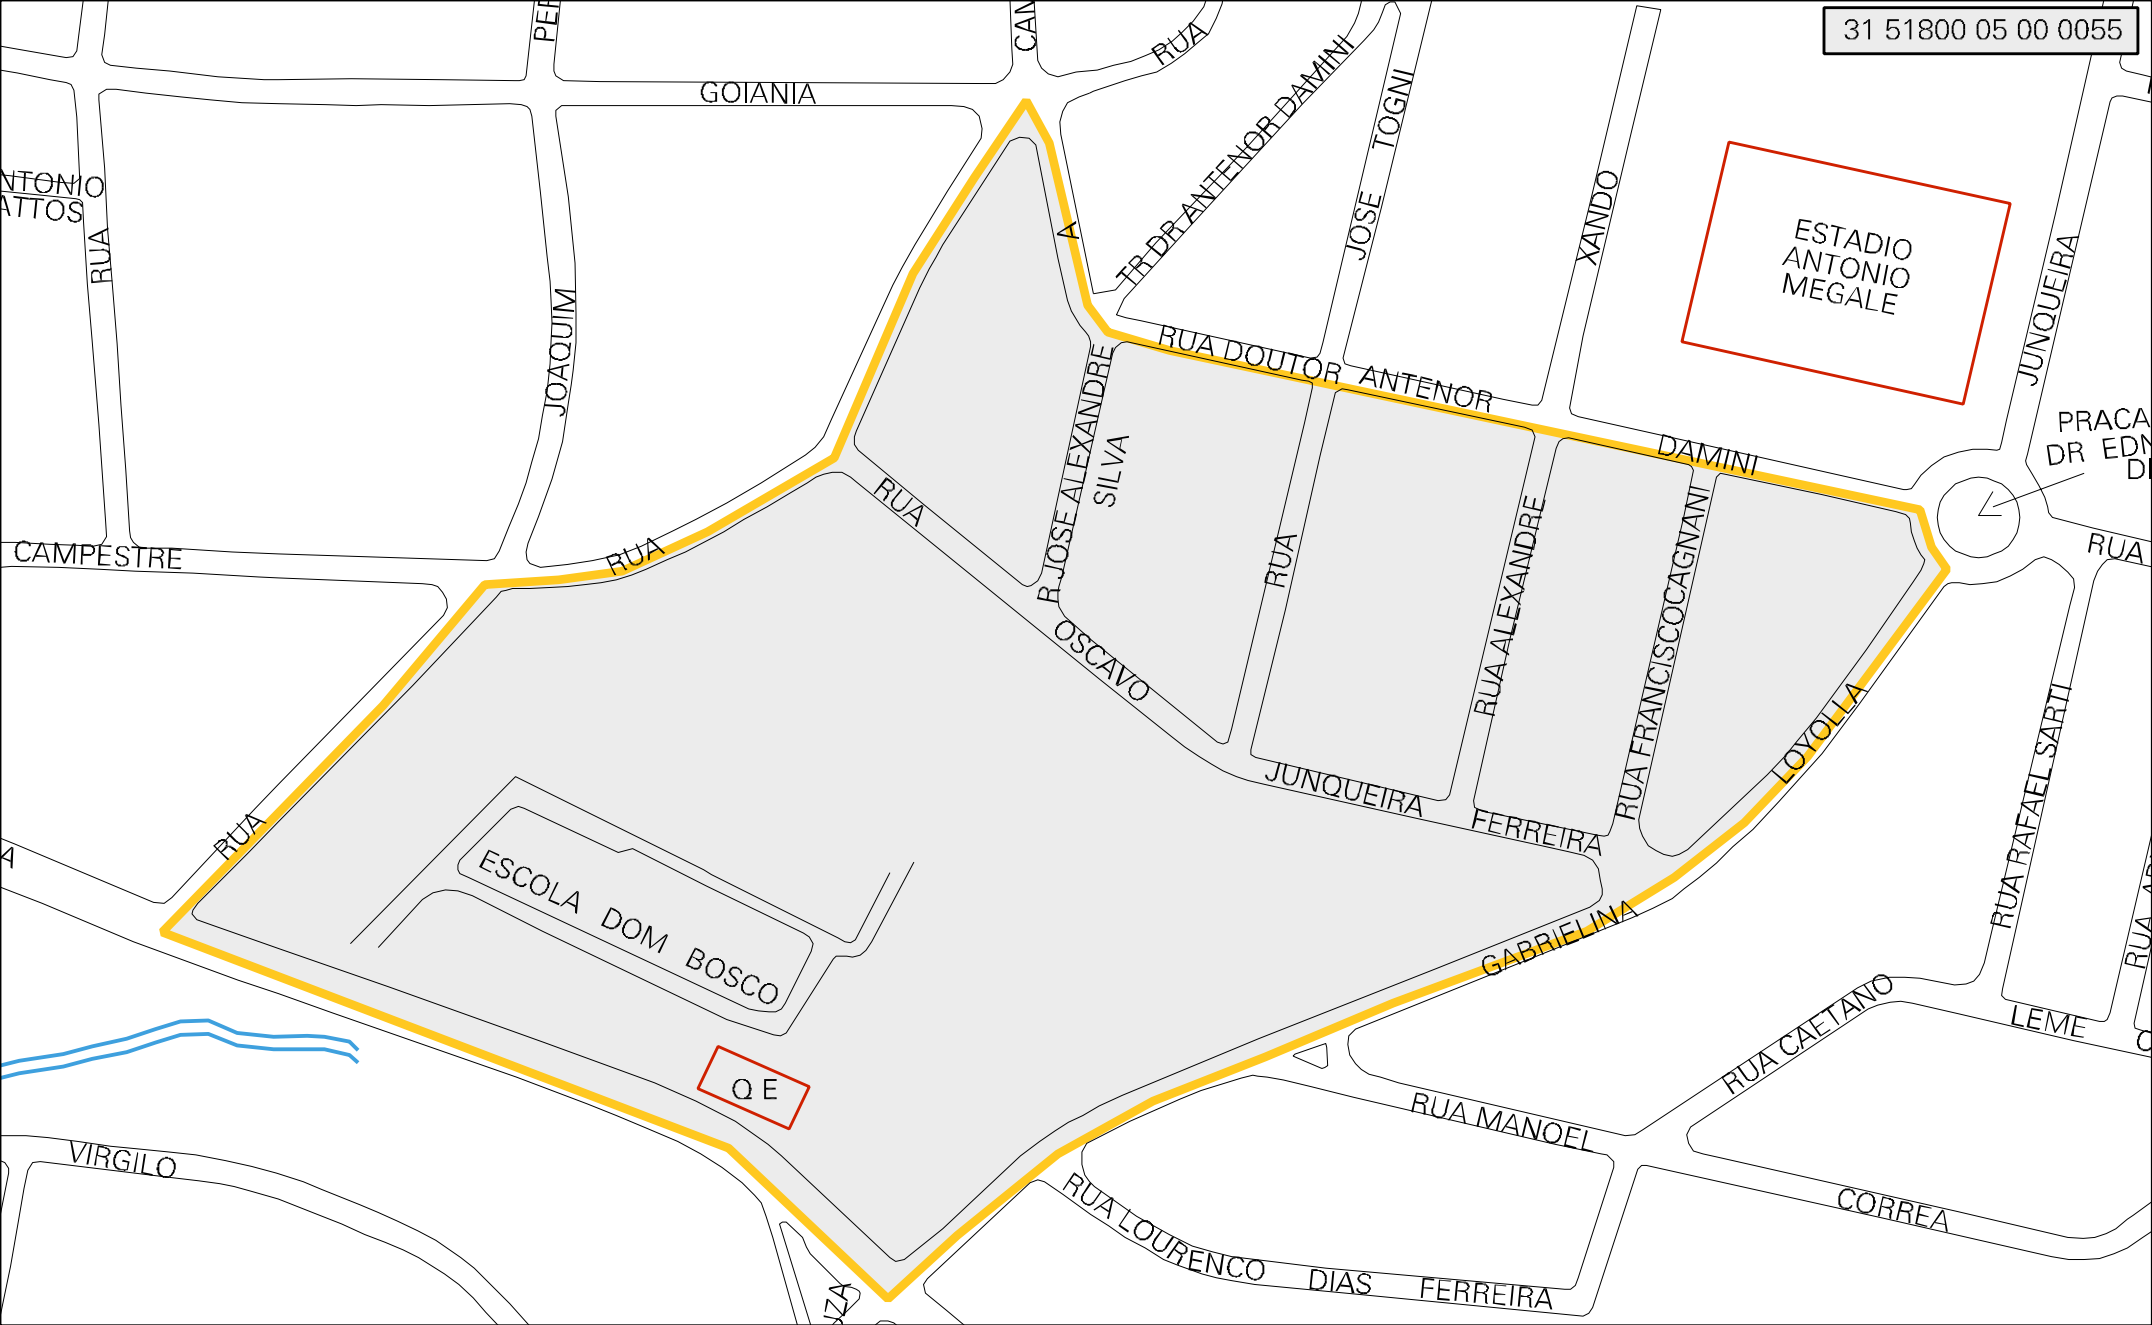 31 51800 05 00 0055
RUA
GOIANIA
TR DR ANTENOR DAMINI
JOSE TOGNI
XANDO
ESTADIO
ANTONIO
MEGALE
JUNQUEIRA
RUA
JOAQUIM
A
RUA DOUTOR ANTENOR DAMINI
PRACA
DR
R JOSE ALEXANDRE
SILVA
RUA OSCAVO JUNQUEIRA FERREIRA
RUA
RUA ALEXANDRE
RUA FRANCISCOCAGNANI
RUA
CAMPESTRE
RUA
RUA
GABRIELINA LOYOLLA
RUA RAFAEL SARTI
RUA
ESCOLA DOM BOSCO
Q E
RUA CAETANO LEME
RUA MANOEL CORREA
VIRGILO
RUA LOURENCO DIAS FERREIRA